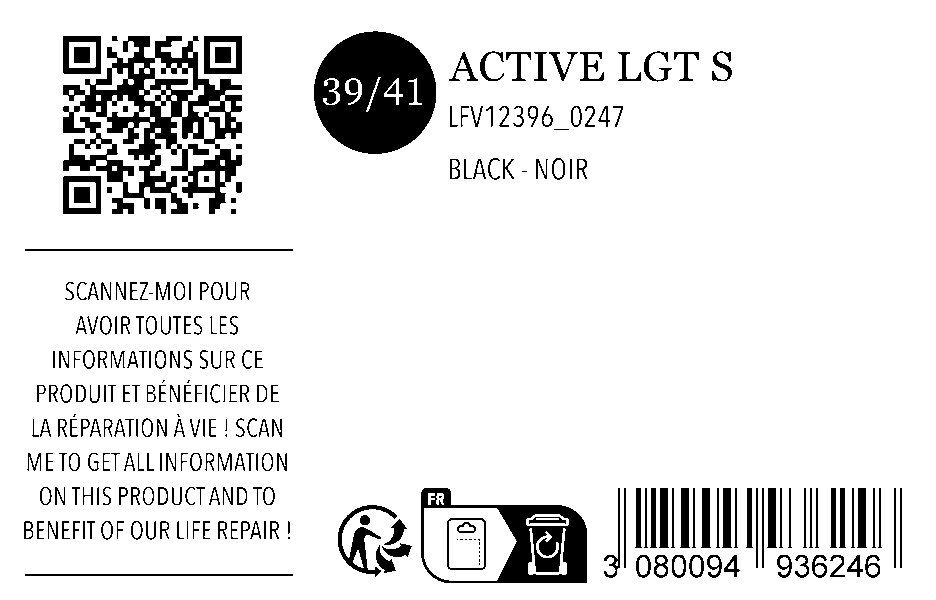 39/41
ACTIVE LGT S
LFV12396_0247
BLACK - NOIR
SCANNEZ-MOI POUR
AVOIR TOUTES LES
INFORMATIONS SUR CE
PRODUIT ET BÉNÉFICIER DE
LA RÉPARATION À VIE ! SCAN
ME TO GET ALL INFORMATION
ON THIS PRODUCT AND TO
BENEFIT OF OUR LIFE REPAIR !
FR
3 080094 936246